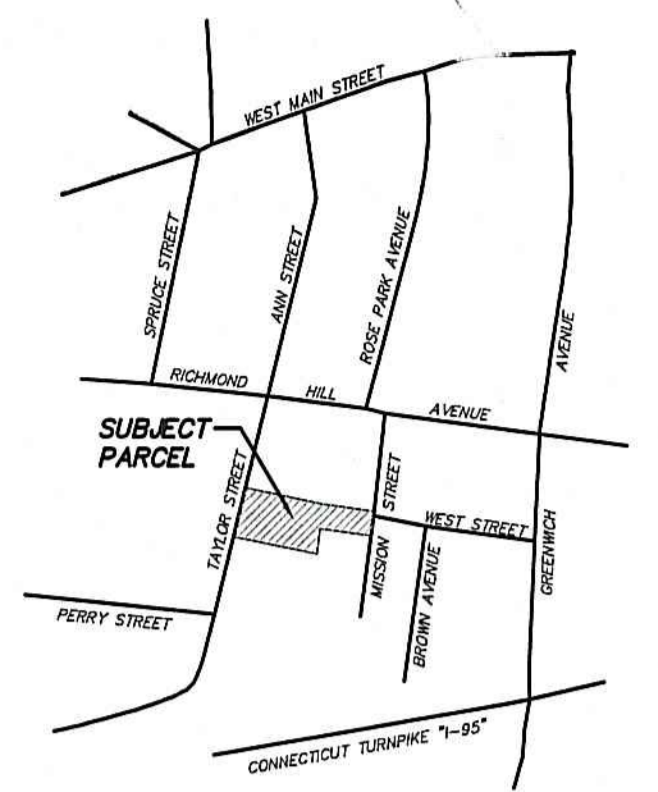 WEST MAIN STREET
SPRUCE STREET
ANN STREET
ROSE PARK AVENUE
AVENUE
RICHMOND HILL AVENUE
SUBJECT
PARCEL
TAYLOR STREET
STREET
WEST STREET
MISSION
BROWN AVENUE
GREENWICH
PERRY STREET
CONNECTICUT TURNPIKE "I-95"